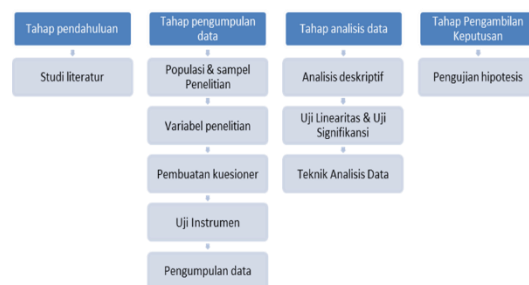 Tahap pendahuluan
Studi literatur
Tahap pengumpulan
data
Populasi & sampel
Penelitian
Variabel penelitian
Pembuatan kuesioner
Uji Instrumen
Pengumpulan data
Tahap analisis data
Analisis deskriptif
Uji Linearitas & Uji
Signifikansi
Teknik Analisis Data
Tahap Pengambilan
Keputusan
Pengujian hipotesis